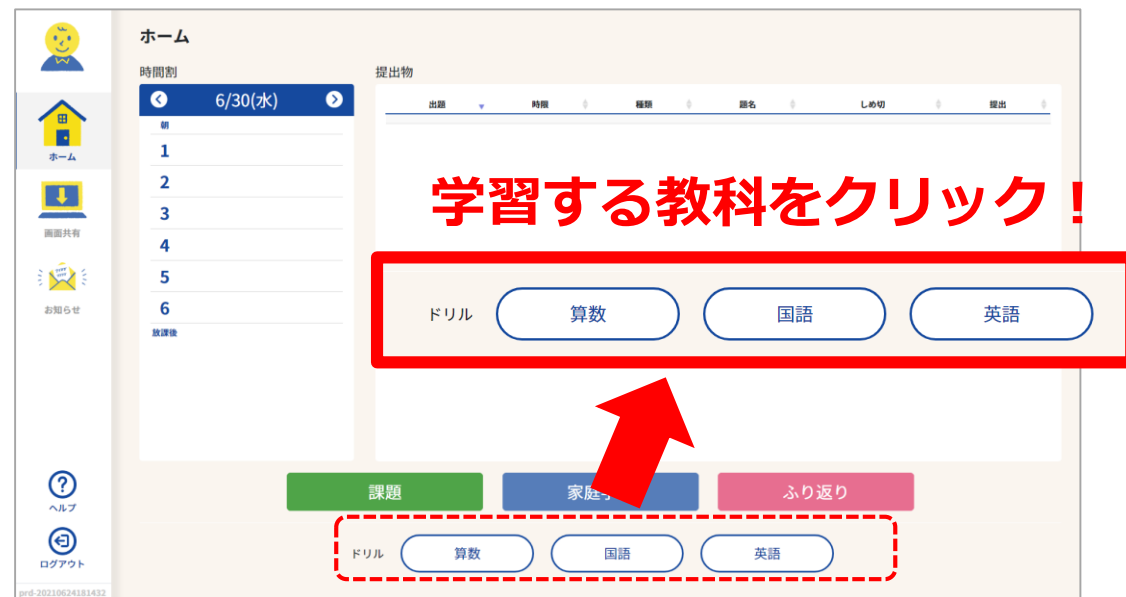 ホーム
時間割
提出物
6/30(水)
出題 時限 種類 題名 しめ切 提出
朝
1
2
3
4
5
6
放課後
学習する教科をクリック！
ドリル 算数 国語 英語
課題 家庭学 ふり返り
ドリル 算数 国語 英語
ホーム
画面共有
お知らせ
ヘルプ
ログアウト
prd-20210624181432